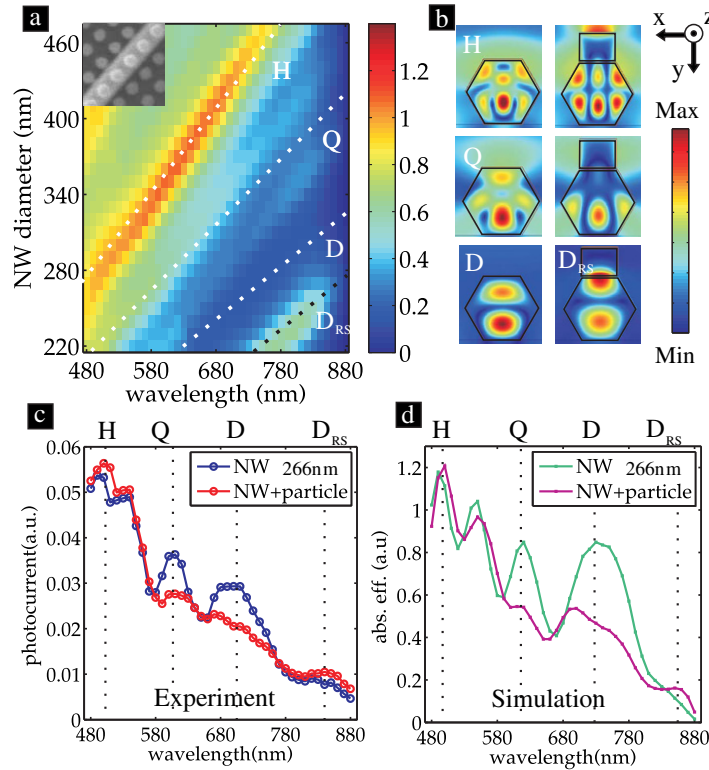 a
NW diameter (nm)
460
400
340
280
220
H
Q
D
D_RS
480 580 680 780 880
wavelength (nm)
1.2
1
0.8
0.6
0.4
0.2
0
b
H
Q
D
D_RS
x
z
y
Max
Min
c
H Q D D_RS
photocurrent(a.u.)
0.06
0.05
0.04
0.03
0.02
0.01
0
NW 266nm
NW+particle
Experiment
480 580 680 780 880
wavelength(nm)
d
H Q D D_RS
abs. eff. (a.u)
1.2
1
0.8
0.6
0.4
0.2
0
NW 266nm
NW+particle
Simulation
480 580 680 780 880
wavelength(nm)